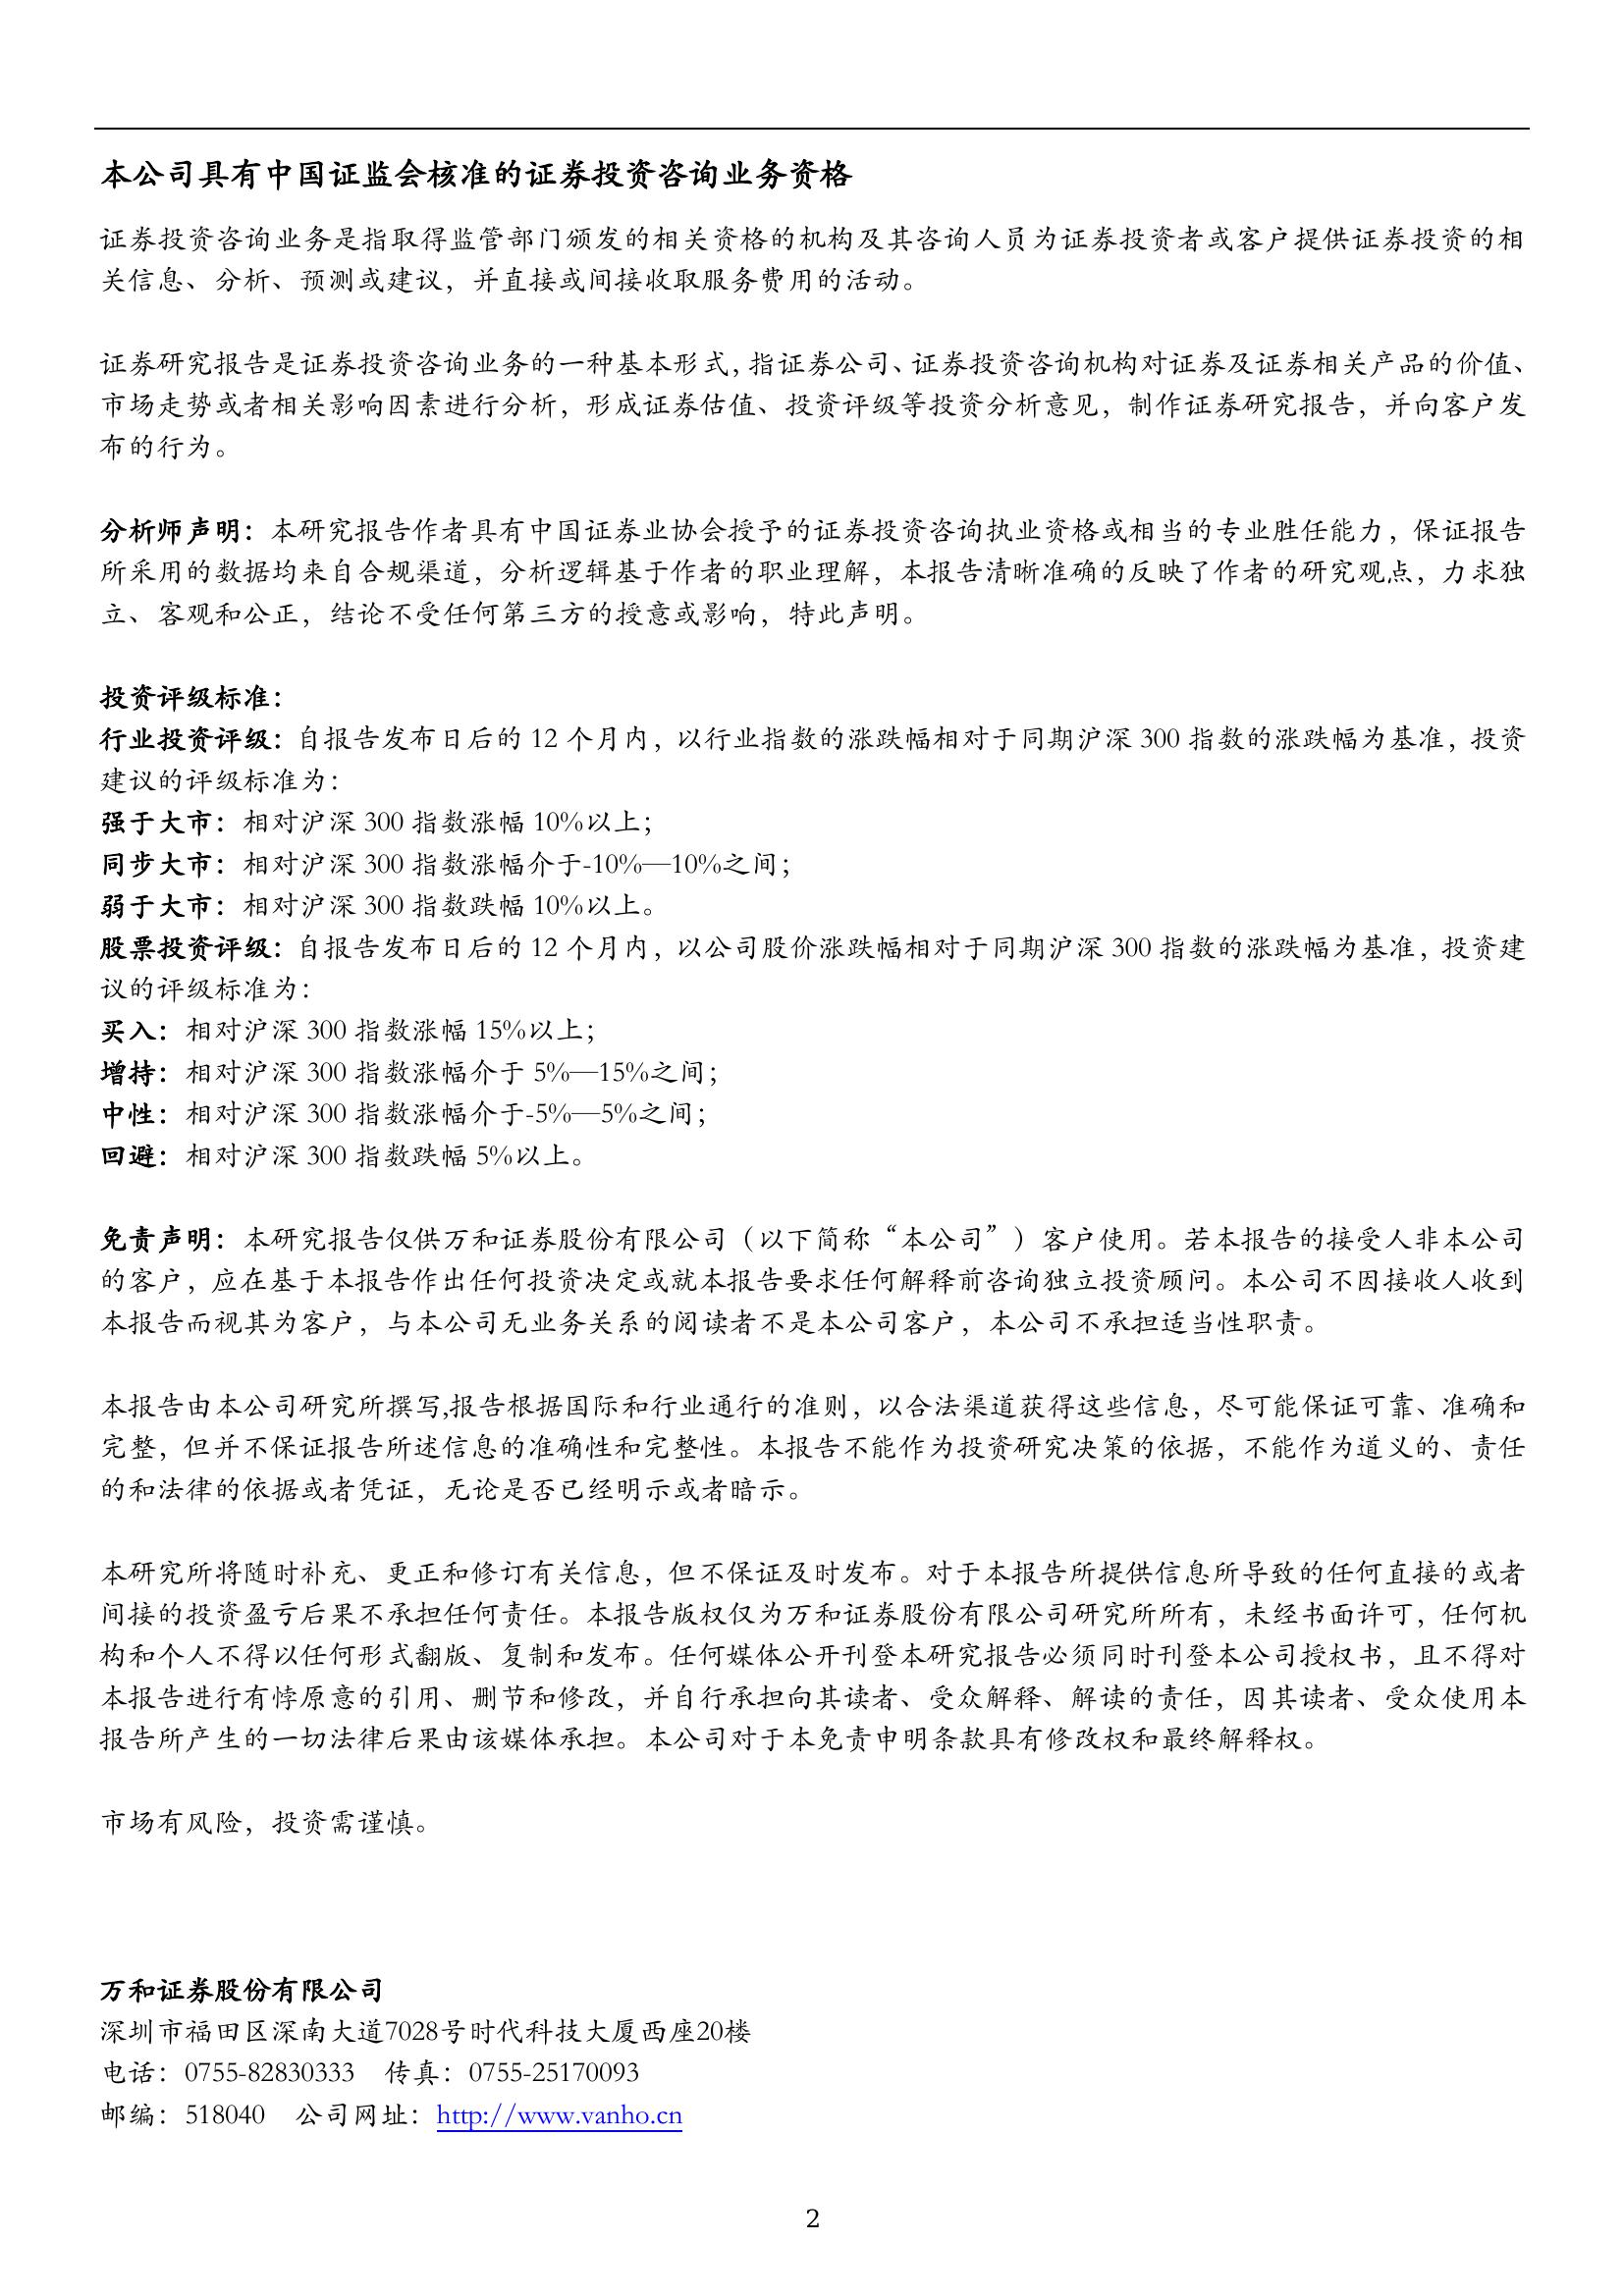 本公司具有中国证监会核准的证券投资咨询业务资格
证券投资咨询业务是指取得监管部门颁发的相关资格的机构及其咨询人员为证券投资者或客户提供证券投资的相
关信息、分析、预测或建议，并直接或间接收取服务费用的活动。
证券研究报告是证券投资咨询业务的一种基本形式，指证券公司、证券投资咨询机构对证券及证券相关产品的价值、
市场走势或者相关影响因素进行分析，形成证券估值、投资评级等投资分析意见，制作证券研究报告，并向客户发
布的行为。
分析师声明：本研究报告作者具有中国证券业协会授予的证券投资咨询执业资格或相当的专业胜任能力，保证报告
所采用的数据均来自合规渠道，分析逻辑基于作者的职业理解，本报告清晰准确的反映了作者的研究观点，力求独
立、客观和公正，结论不受任何第三方的授意或影响，特此声明。
投资评级标准：
行业投资评级：自报告发布日后的 12 个月内，以行业指数的涨跌幅相对于同期沪深 300 指数的涨跌幅为基准，投资
建议的评级标准为：
强于大市：相对沪深 300 指数涨幅 10%以上；
同步大市：相对沪深 300 指数涨幅介于-10%—10%之间；
弱于大市：相对沪深 300 指数跌幅 10%以上。
股票投资评级：自报告发布日后的 12 个月内，以公司股价涨跌幅相对于同期沪深 300 指数的涨跌幅为基准，投资建
议的评级标准为：
买入：相对沪深 300 指数涨幅 15%以上；
增持：相对沪深 300 指数涨幅介于 5%—15%之间；
中性：相对沪深 300 指数涨幅介于-5%—5%之间；
回避：相对沪深 300 指数跌幅 5%以上。
免责声明：本研究报告仅供万和证券股份有限公司（以下简称“本公司”）客户使用。若本报告的接受人非本公司
的客户，应在基于本报告作出任何投资决定或就本报告要求任何解释前咨询独立投资顾问。本公司不因接收人收到
本报告而视其为客户，与本公司无业务关系的阅读者不是本公司客户，本公司不承担适当性职责。
本报告由本公司研究所撰写,报告根据国际和行业通行的准则，以合法渠道获得这些信息，尽可能保证可靠、准确和
完整，但并不保证报告所述信息的准确性和完整性。本报告不能作为投资研究决策的依据，不能作为道义的、责任
的和法律的依据或者凭证，无论是否已经明示或者暗示。
本研究所将随时补充、更正和修订有关信息，但不保证及时发布。对于本报告所提供信息所导致的任何直接的或者
间接的投资盈亏后果不承担任何责任。本报告版权仅为万和证券股份有限公司研究所所有，未经书面许可，任何机
构和个人不得以任何形式翻版、复制和发布。任何媒体公开刊登本研究报告必须同时刊登本公司授权书，且不得对
本报告进行有悖原意的引用、删节和修改，并自行承担向其读者、受众解释、解读的责任，因其读者、受众使用本
报告所产生的一切法律后果由该媒体承担。本公司对于本免责申明条款具有修改权和最终解释权。
市场有风险，投资需谨慎。
万和证券股份有限公司
深圳市福田区深南大道7028号时代科技大厦西座20楼
电话：0755-82830333 传真：0755-25170093
邮编：518040 公司网址：http://www.vanho.cn
2